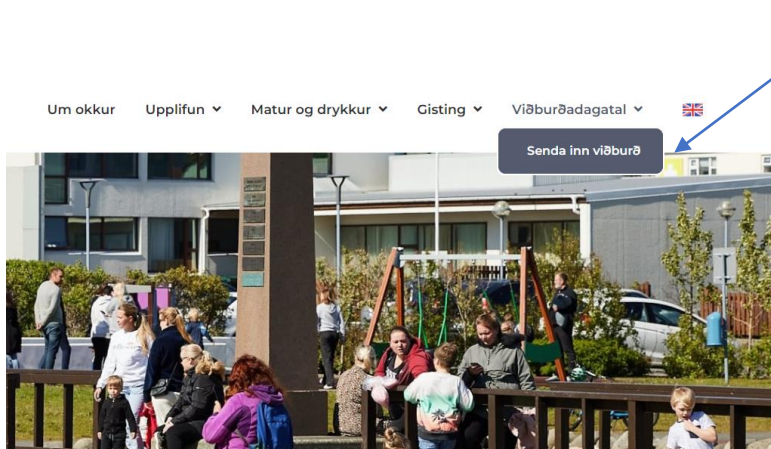 Um okkur Upplifun Matur og drykkur Gisting Viðburðadagatal
Senda inn viðburð